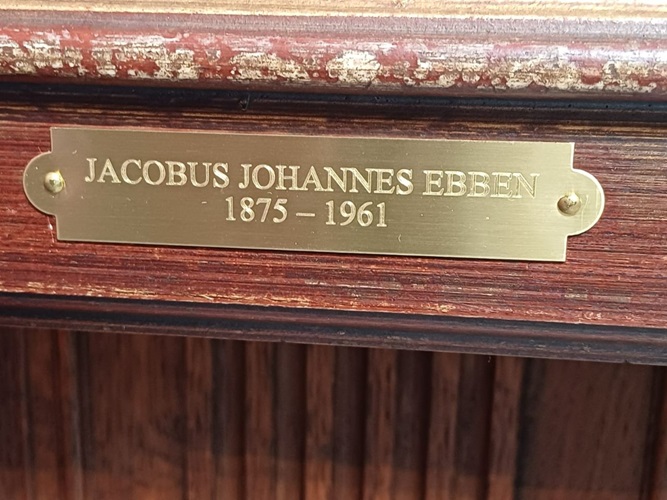 JACOBUS JOHANNES EBBEN
1875 – 1961